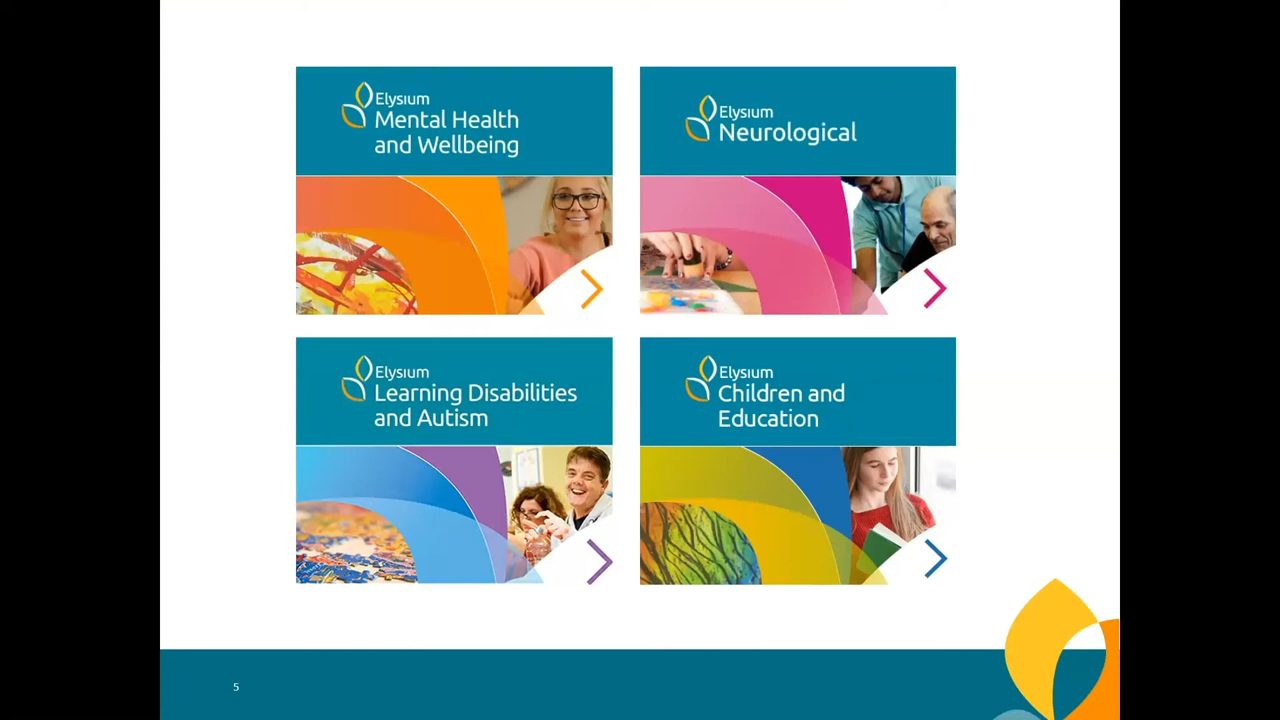 Elysium
Mental Health
and Wellbeing
Elysium
Neurological
Elysium
Learning Disabilities
and Autism
Elysium
Children and
Education
5